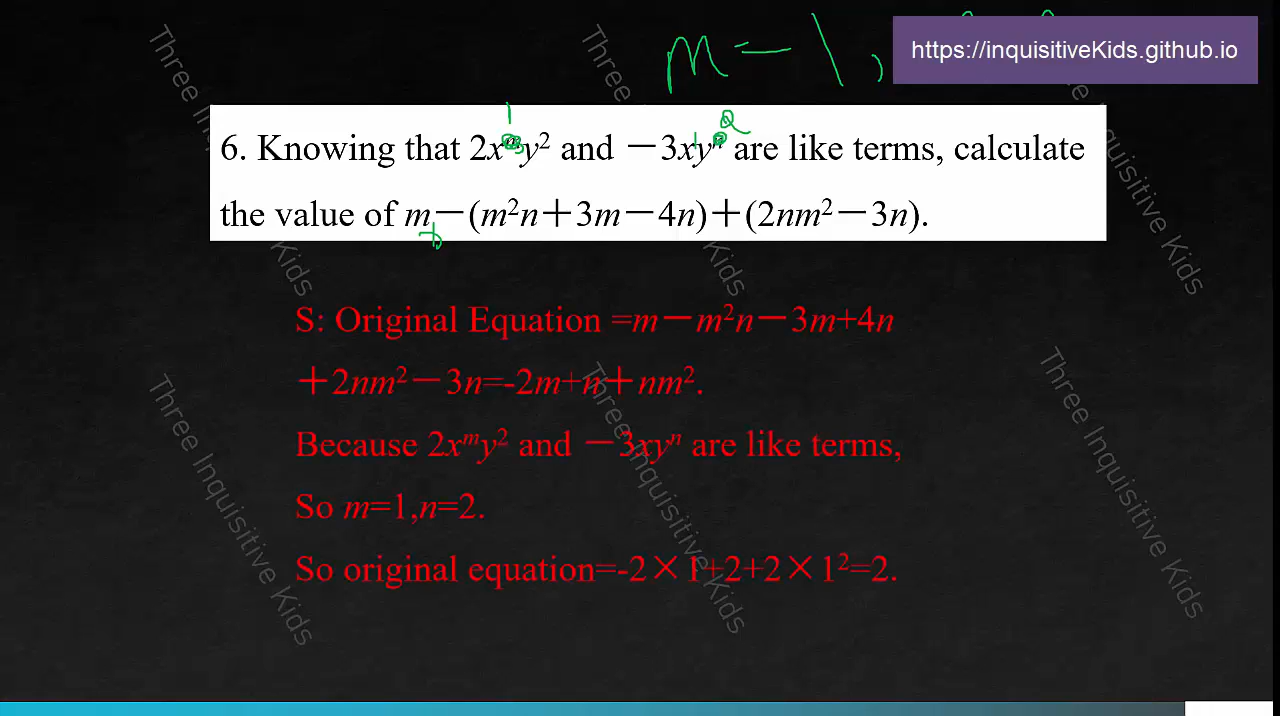 m = 1,
https://inquisitiveKids.github.io
1
2
6. Knowing that 2xᵐy² and －3xyⁿ are like terms, calculate
the value of m－(m²n＋3m－4n)＋(2nm²－3n).
S: Original Equation =m－m²n－3m+4n
＋2nm²－3n=-2m+n＋nm².
Because 2xᵐy² and －3xyⁿ are like terms,
So m=1,n=2.
So original equation=-2×1+2+2×1²=2.
Three Inquisitive Kids
Three Inquisitive Kids
Three Inquisitive Kids
Three Inquisitive Kids
Three Inquisitive Kids
Three Inquisitive Kids